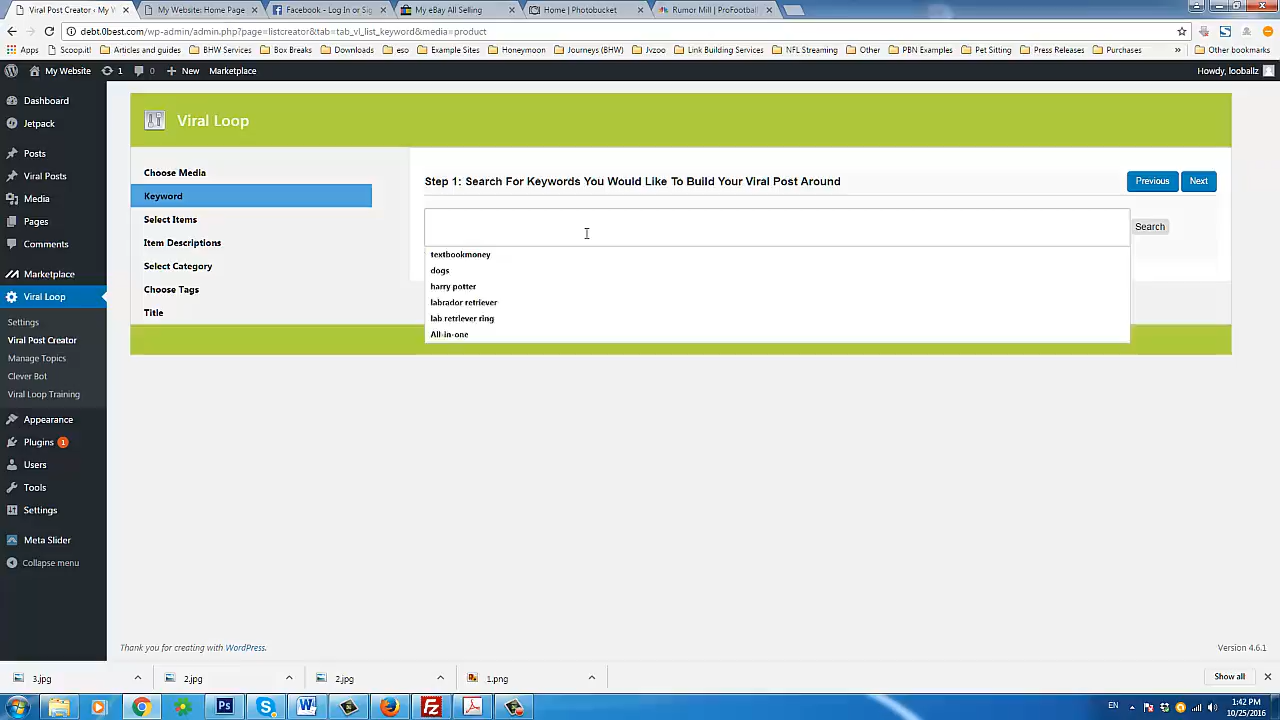 Viral Post Creator ‹ My W
My Website: Home Page
Facebook - Log In or Sig
My eBay All Selling
Home | Photobucket
Rumor Mill | ProFootball
debt.0best.com/wp-admin/admin.php?page=listcreator&tab=tab_vl_list_keyword&media=product
Apps
Scoop.it!
Articles and guides
BHW Services
Box Breaks
Downloads
eso
Example Sites
Honeymoon
Journeys (BHW)
Jvzoo
Link Building Services
NFL Streaming
Other
PBN Examples
Pet Sitting
Press Releases
Purchases
»
Other bookmarks
My Website
1
0
New
Marketplace
Howdy, looballz
Dashboard
Jetpack
Posts
Viral Posts
Media
Pages
Comments
Marketplace
Viral Loop
Settings
Viral Post Creator
Manage Topics
Clever Bot
Viral Loop Training
Appearance
Plugins 1
Users
Tools
Settings
Meta Slider
Collapse menu
Viral Loop
Choose Media
Keyword
Select Items
Item Descriptions
Select Category
Choose Tags
Title
Step 1: Search For Keywords You Would Like To Build Your Viral Post Around
Previous
Next
Search
textbookmoney
dogs
harry potter
labrador retriever
lab retriever ring
All-in-one
Thank you for creating with WordPress.
Version 4.6.1
3.jpg
2.jpg
2.jpg
1.png
Show all
EN
1:42 PM
10/25/2016